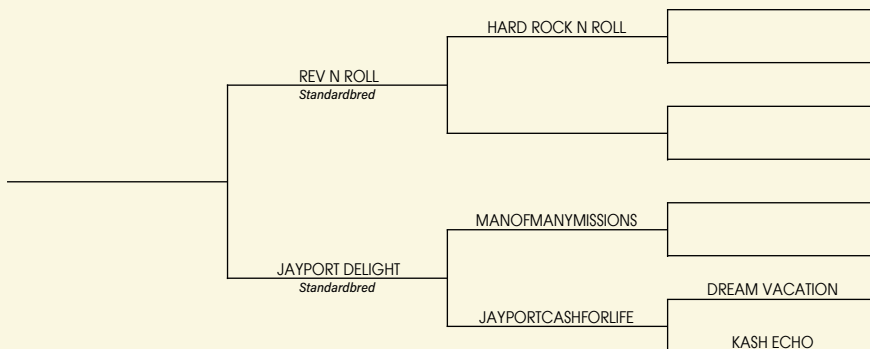 HARD ROCK N ROLL
REV N ROLL
Standardbred
MANOFMANYMISSIONS
JAYPORT DELIGHT
Standardbred
DREAM VACATION
JAYPORTCASHFORLIFE
KASH ECHO